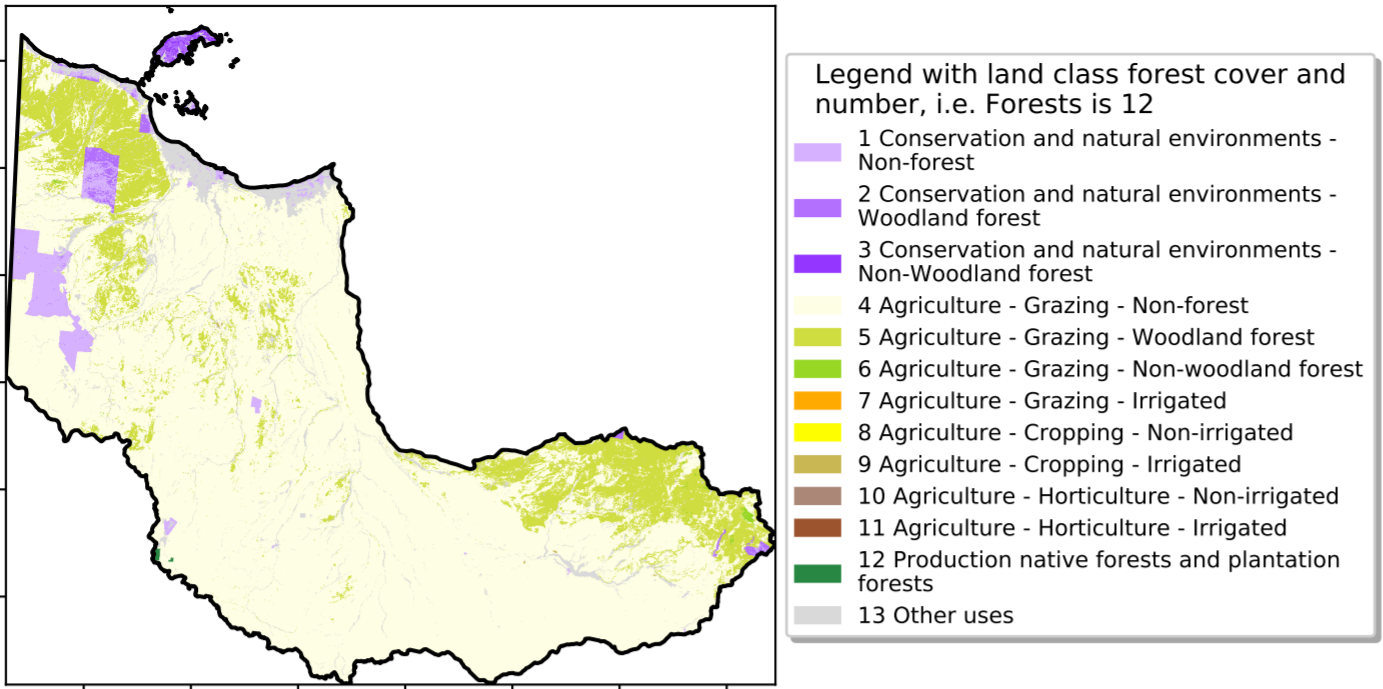 Legend with land class forest cover and
number, i.e. Forests is 12
1 Conservation and natural environments -
Non-forest
2 Conservation and natural environments -
Woodland forest
3 Conservation and natural environments -
Non-Woodland forest
4 Agriculture - Grazing - Non-forest
5 Agriculture - Grazing - Woodland forest
6 Agriculture - Grazing - Non-woodland forest
7 Agriculture - Grazing - Irrigated
8 Agriculture - Cropping - Non-irrigated
9 Agriculture - Cropping - Irrigated
10 Agriculture - Horticulture - Non-irrigated
11 Agriculture - Horticulture - Irrigated
12 Production native forests and plantation
forests
13 Other uses